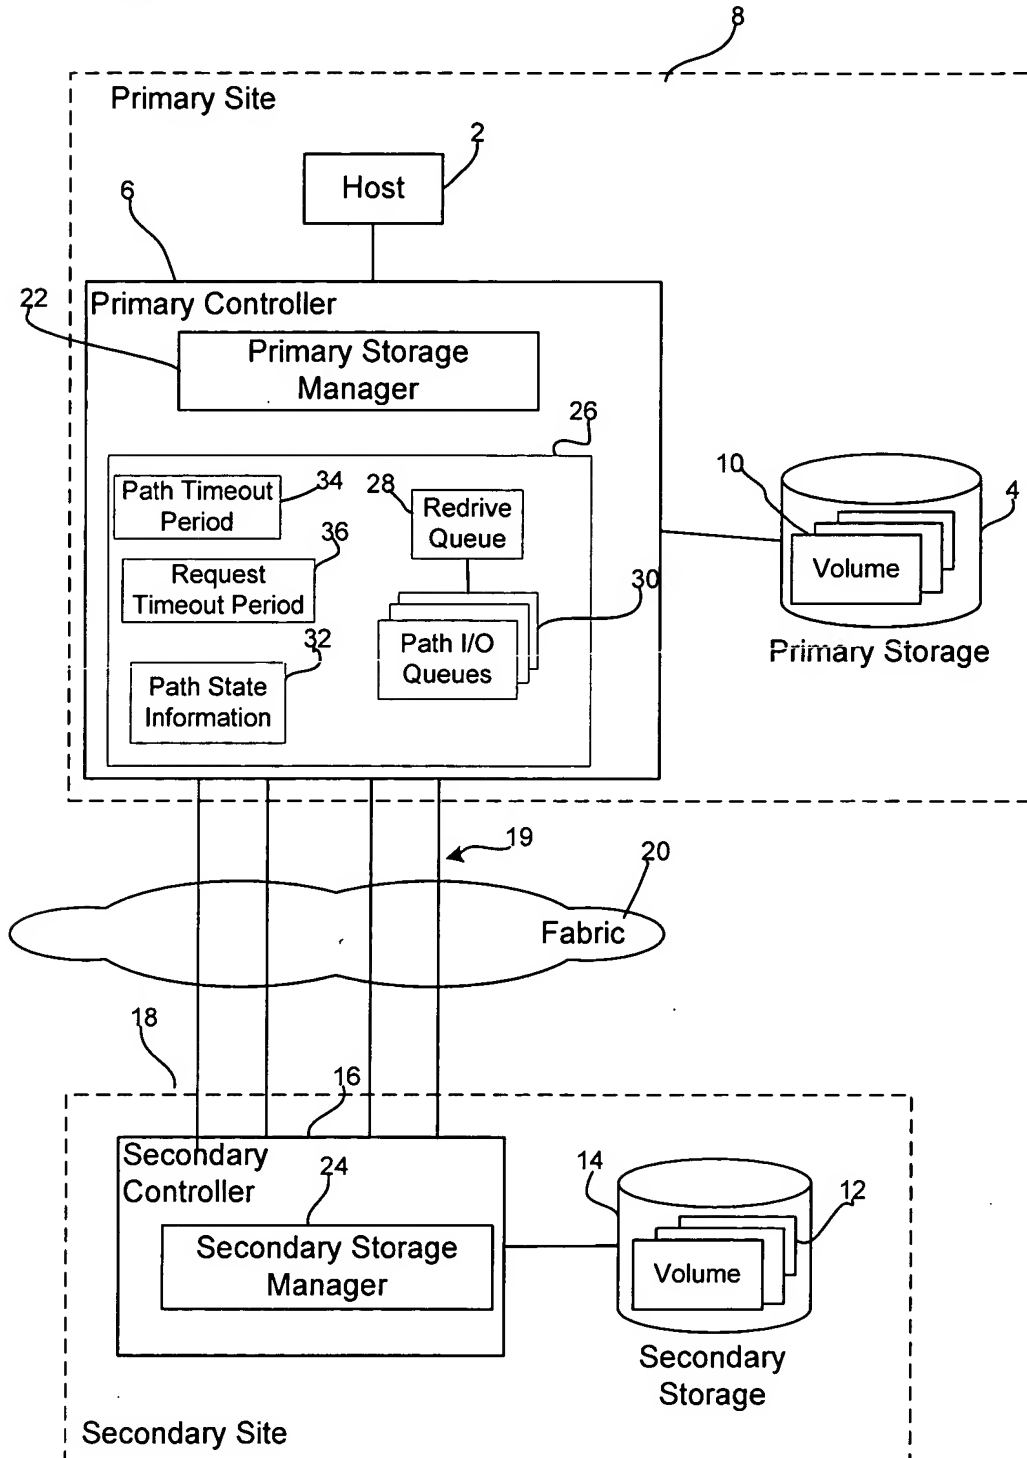 8
Primary Site
2
Host
6
22
Primary Controller
Primary Storage
Manager
26
Path Timeout
Period
34
28
Redrive
Queue
10
4
36
Request
Timeout Period
30
Volume
32
Path I/O
Queues
Primary Storage
Path State
Information
19
20
Fabric
18
16
Secondary
Controller
24
14
12
Secondary Storage
Manager
Volume
Secondary
Storage
Secondary Site